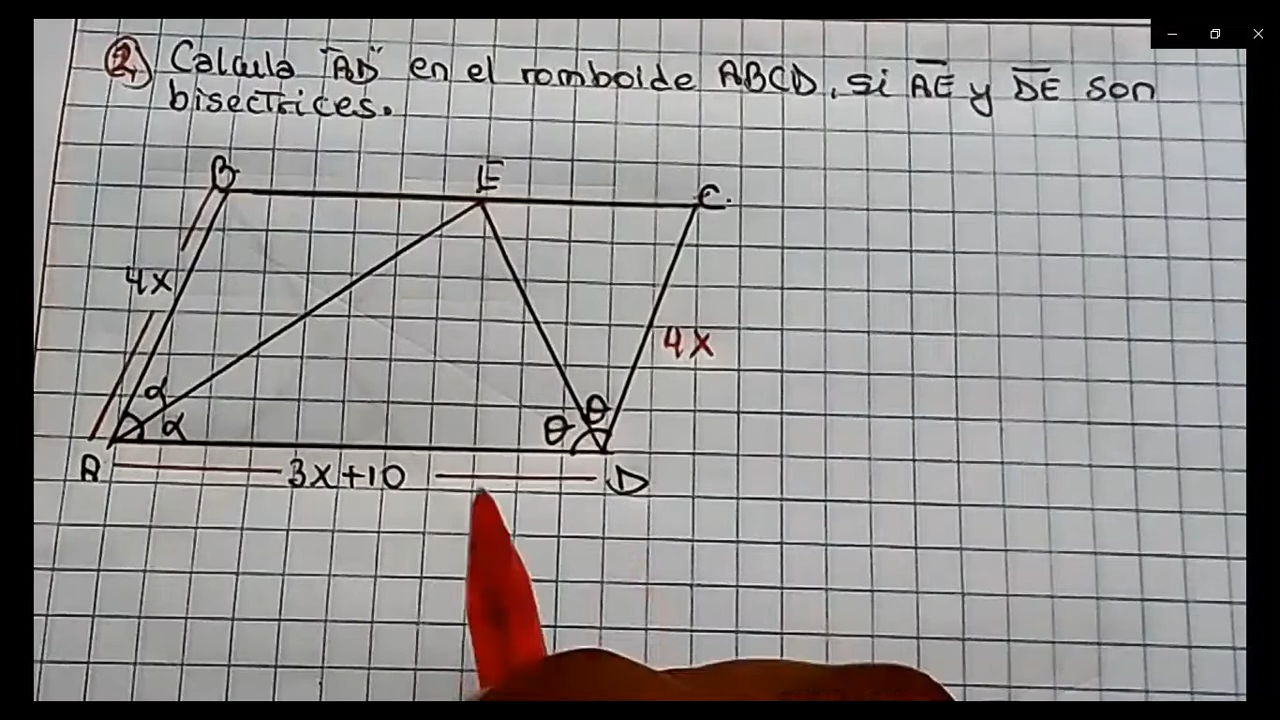 2) Calcula "AD" en el romboide ABCD, si AE y DE son
bisectrices.
B
E
C
4x
4x
α
α
θ
θ
A
3x+10
D